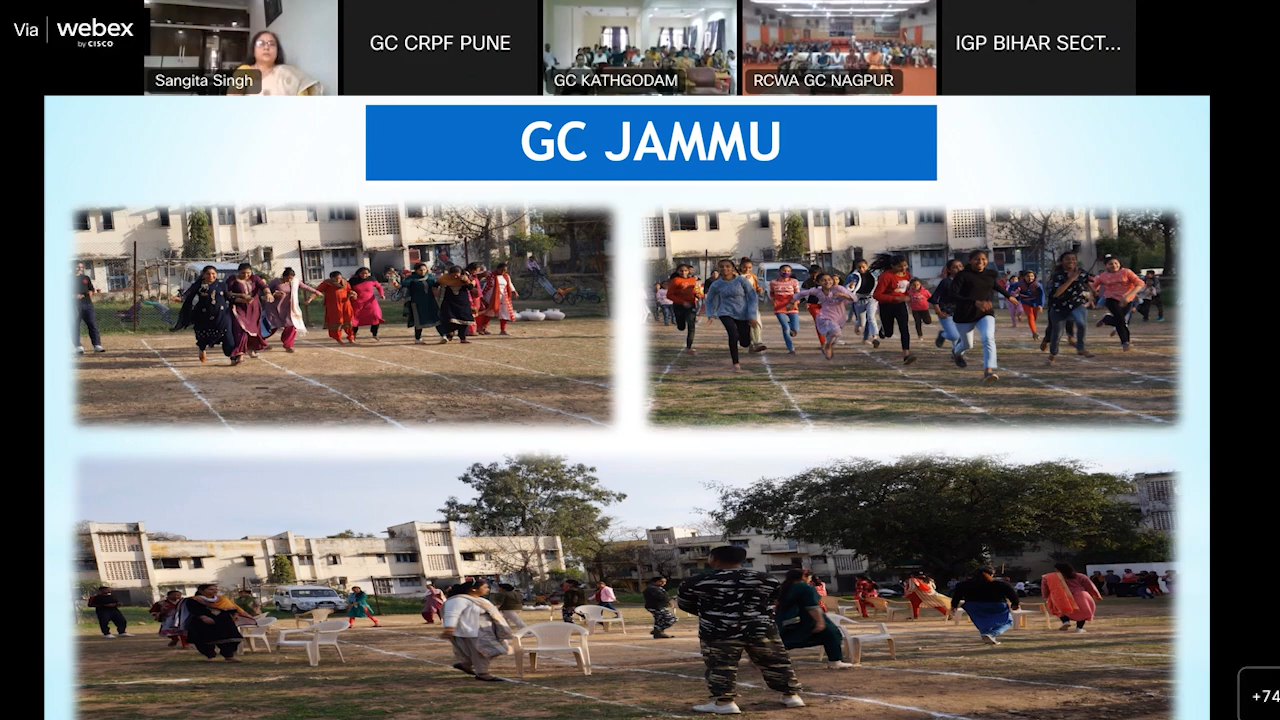 Via webex
by CISCO
Sangita Singh
GC CRPF PUNE
GC KATHGODAM
RCWA GC NAGPUR
IGP BIHAR SECT...
GC JAMMU
+74